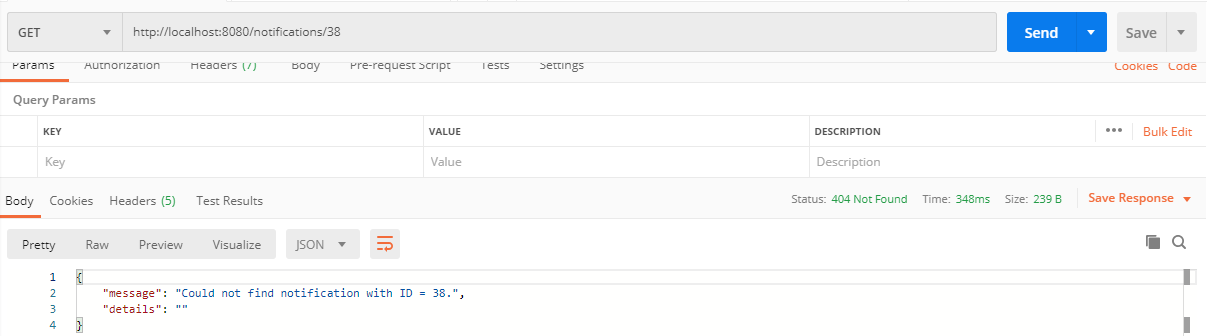 GET http://localhost:8080/notifications/38 Send Save
Params Authorization Headers (7) Body Pre-request Script Tests Settings Cookies Code
Query Params
KEY VALUE DESCRIPTION ••• Bulk Edit
Key Value Description
Body Cookies Headers (5) Test Results Status: 404 Not Found Time: 348ms Size: 239 B Save Response
Pretty Raw Preview Visualize JSON
1 {
2 "message": "Could not find notification with ID = 38.",
3 "details": ""
4 }